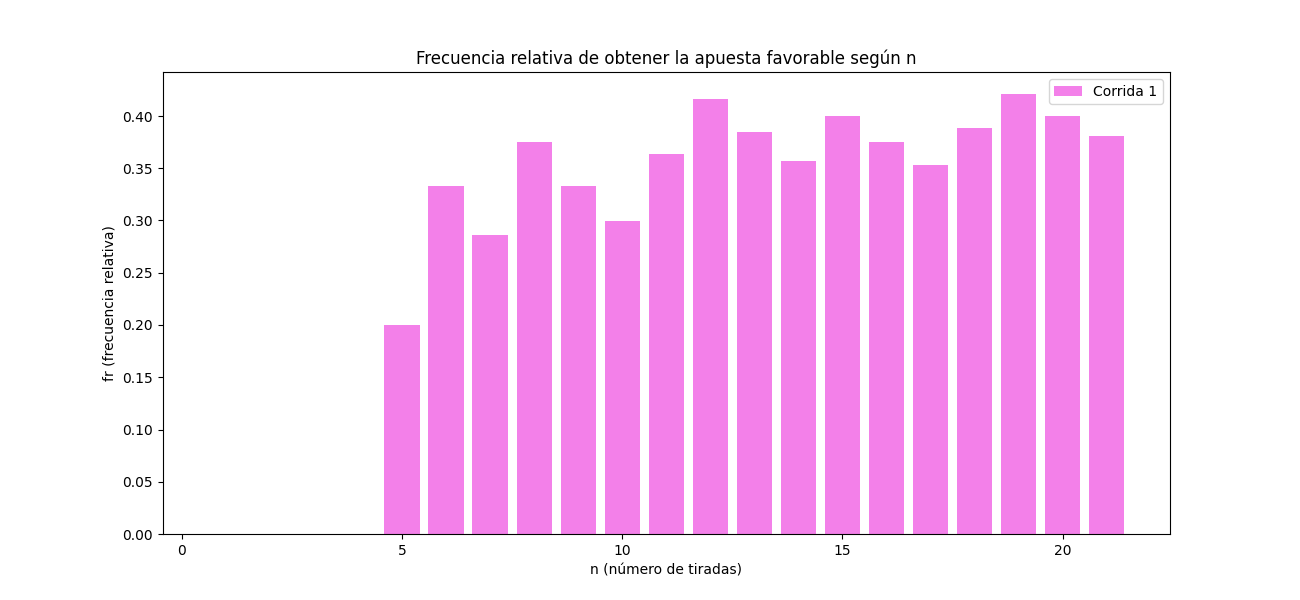 Frecuencia relativa de obtener la apuesta favorable según n
Corrida 1
fr (frecuencia relativa)
0.40
0.35
0.30
0.25
0.20
0.15
0.10
0.05
0.00
0 5 10 15 20
n (número de tiradas)